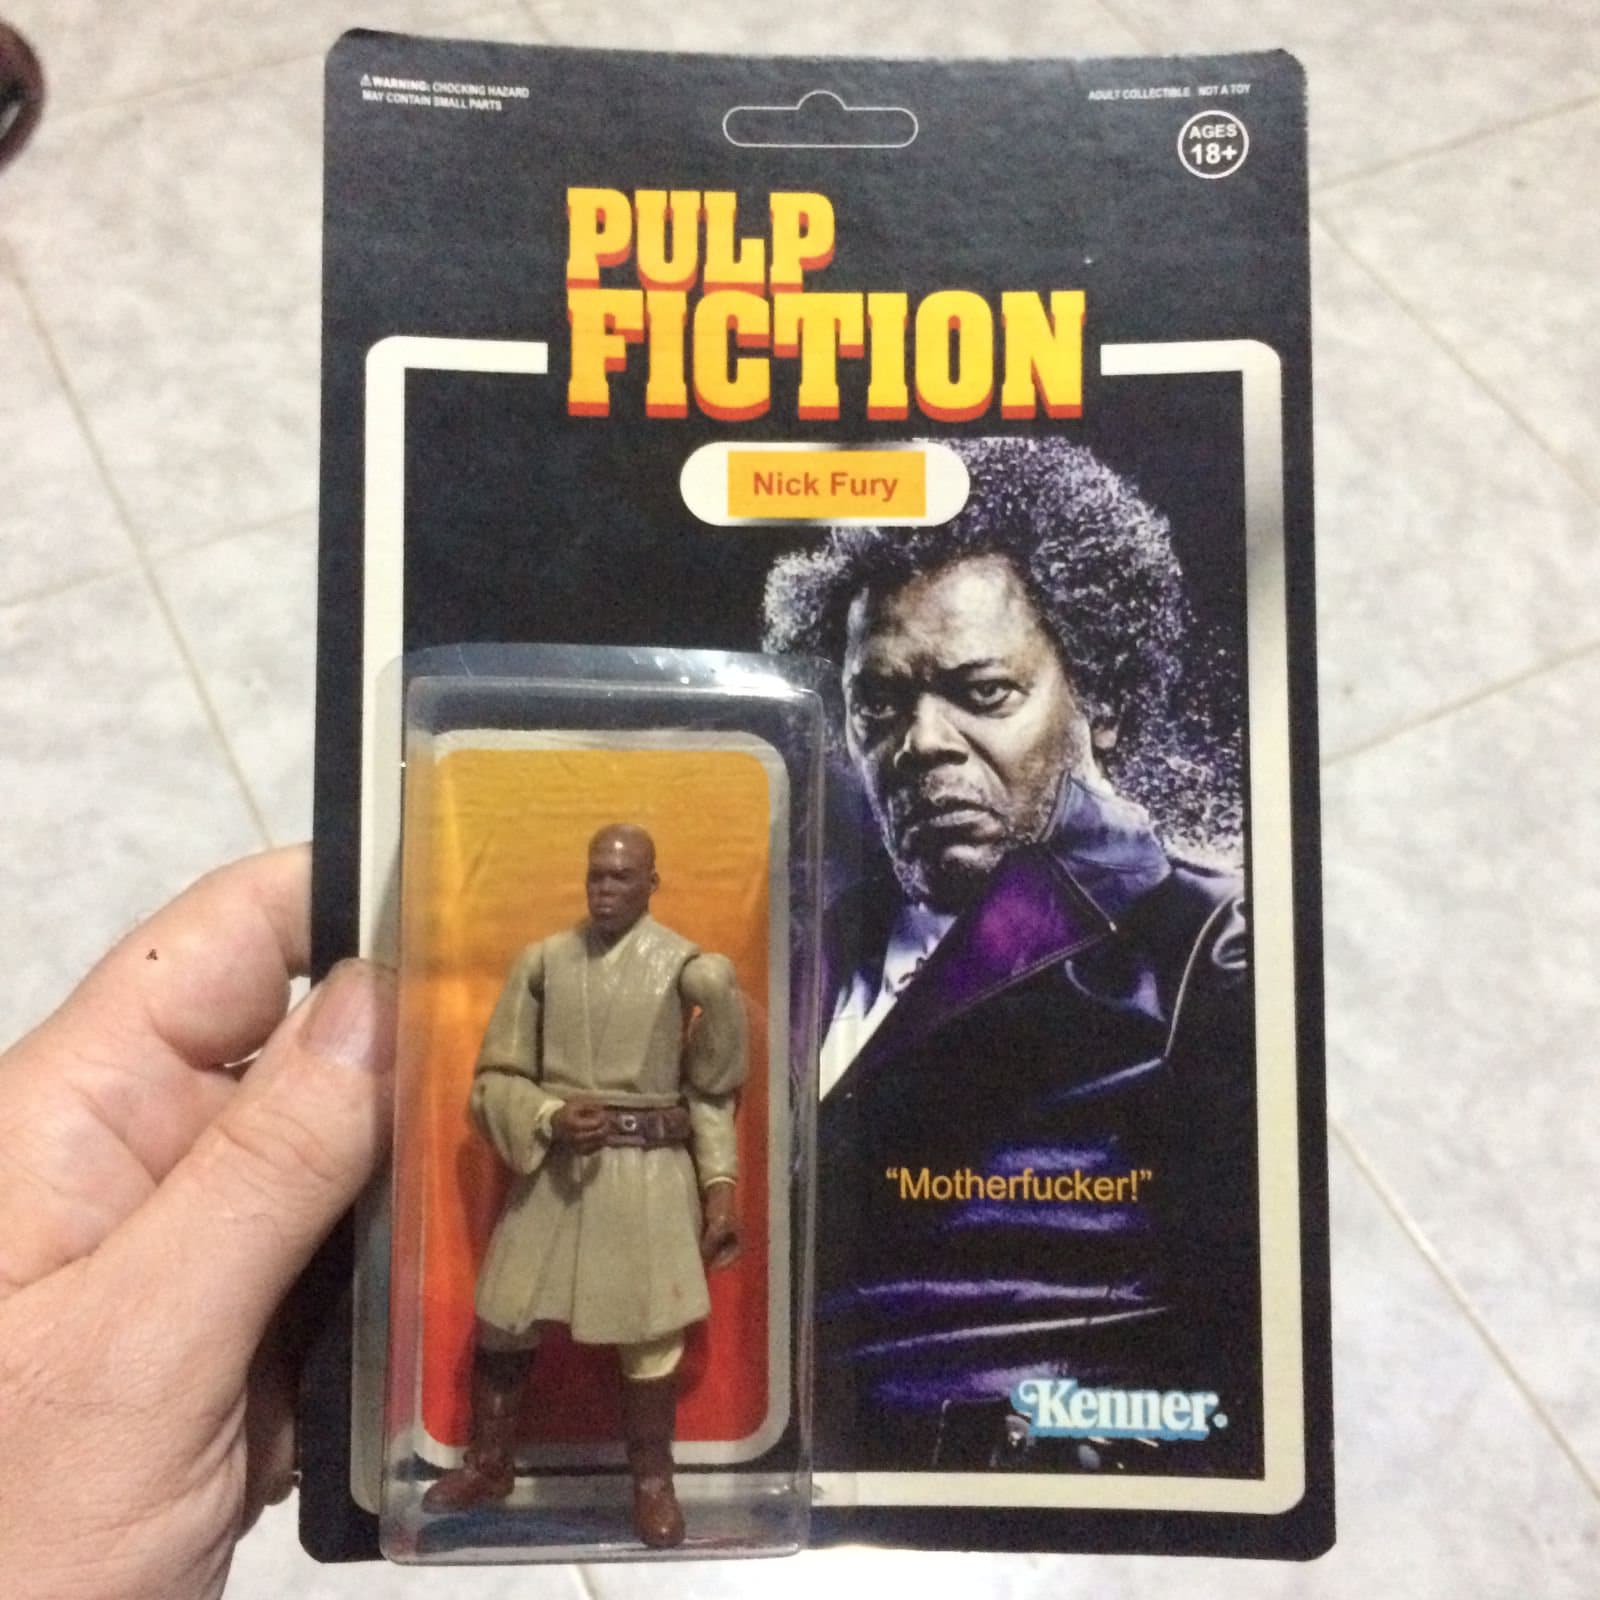 ⚠WARNING: CHOCKING HAZARD
MAY CONTAIN SMALL PARTS
ADULT COLLECTIBLE NOT A TOY
AGES
18+
PULP
FICTION
Nick Fury
“Motherfucker!”
Kenner.